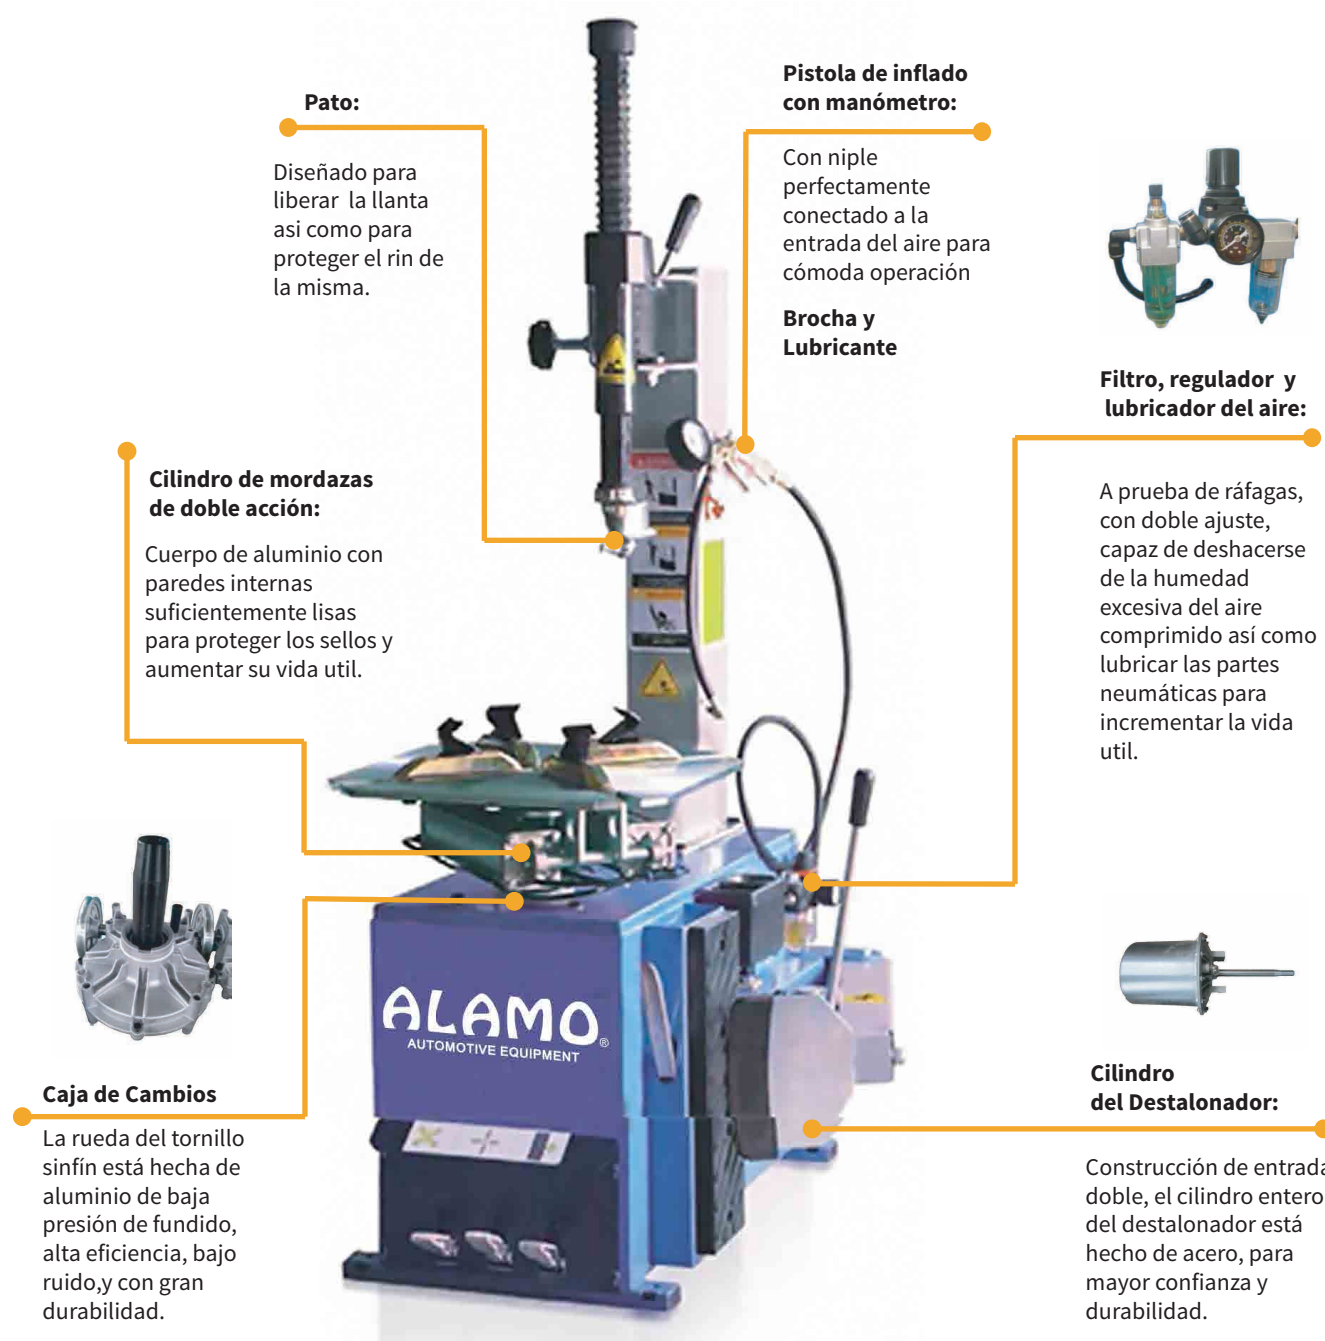 Pato:
Diseñado para
liberar la llanta
asi como para
proteger el rin de
la misma.
Pistola de inflado
con manómetro:
Con niple
perfectamente
conectado a la
entrada del aire para
cómoda operación
Brocha y
Lubricante
Filtro, regulador y
lubricador del aire:
A prueba de ráfagas,
con doble ajuste,
capaz de deshacerse
de la humedad
excesiva del aire
comprimido así como
lubricar las partes
neumáticas para
incrementar la vida
util.
Cilindro de mordazas
de doble acción:
Cuerpo de aluminio con
paredes internas
suficientemente lisas
para proteger los sellos y
aumentar su vida util.
ALAMO®
AUTOMOTIVE EQUIPMENT
Caja de Cambios
La rueda del tornillo
sinfín está hecha de
aluminio de baja
presión de fundido,
alta eficiencia, bajo
ruido,y con gran
durabilidad.
Cilindro
del Destalonador:
Construcción de entrada
doble, el cilindro entero
del destalonador está
hecho de acero, para
mayor confianza y
durabilidad.